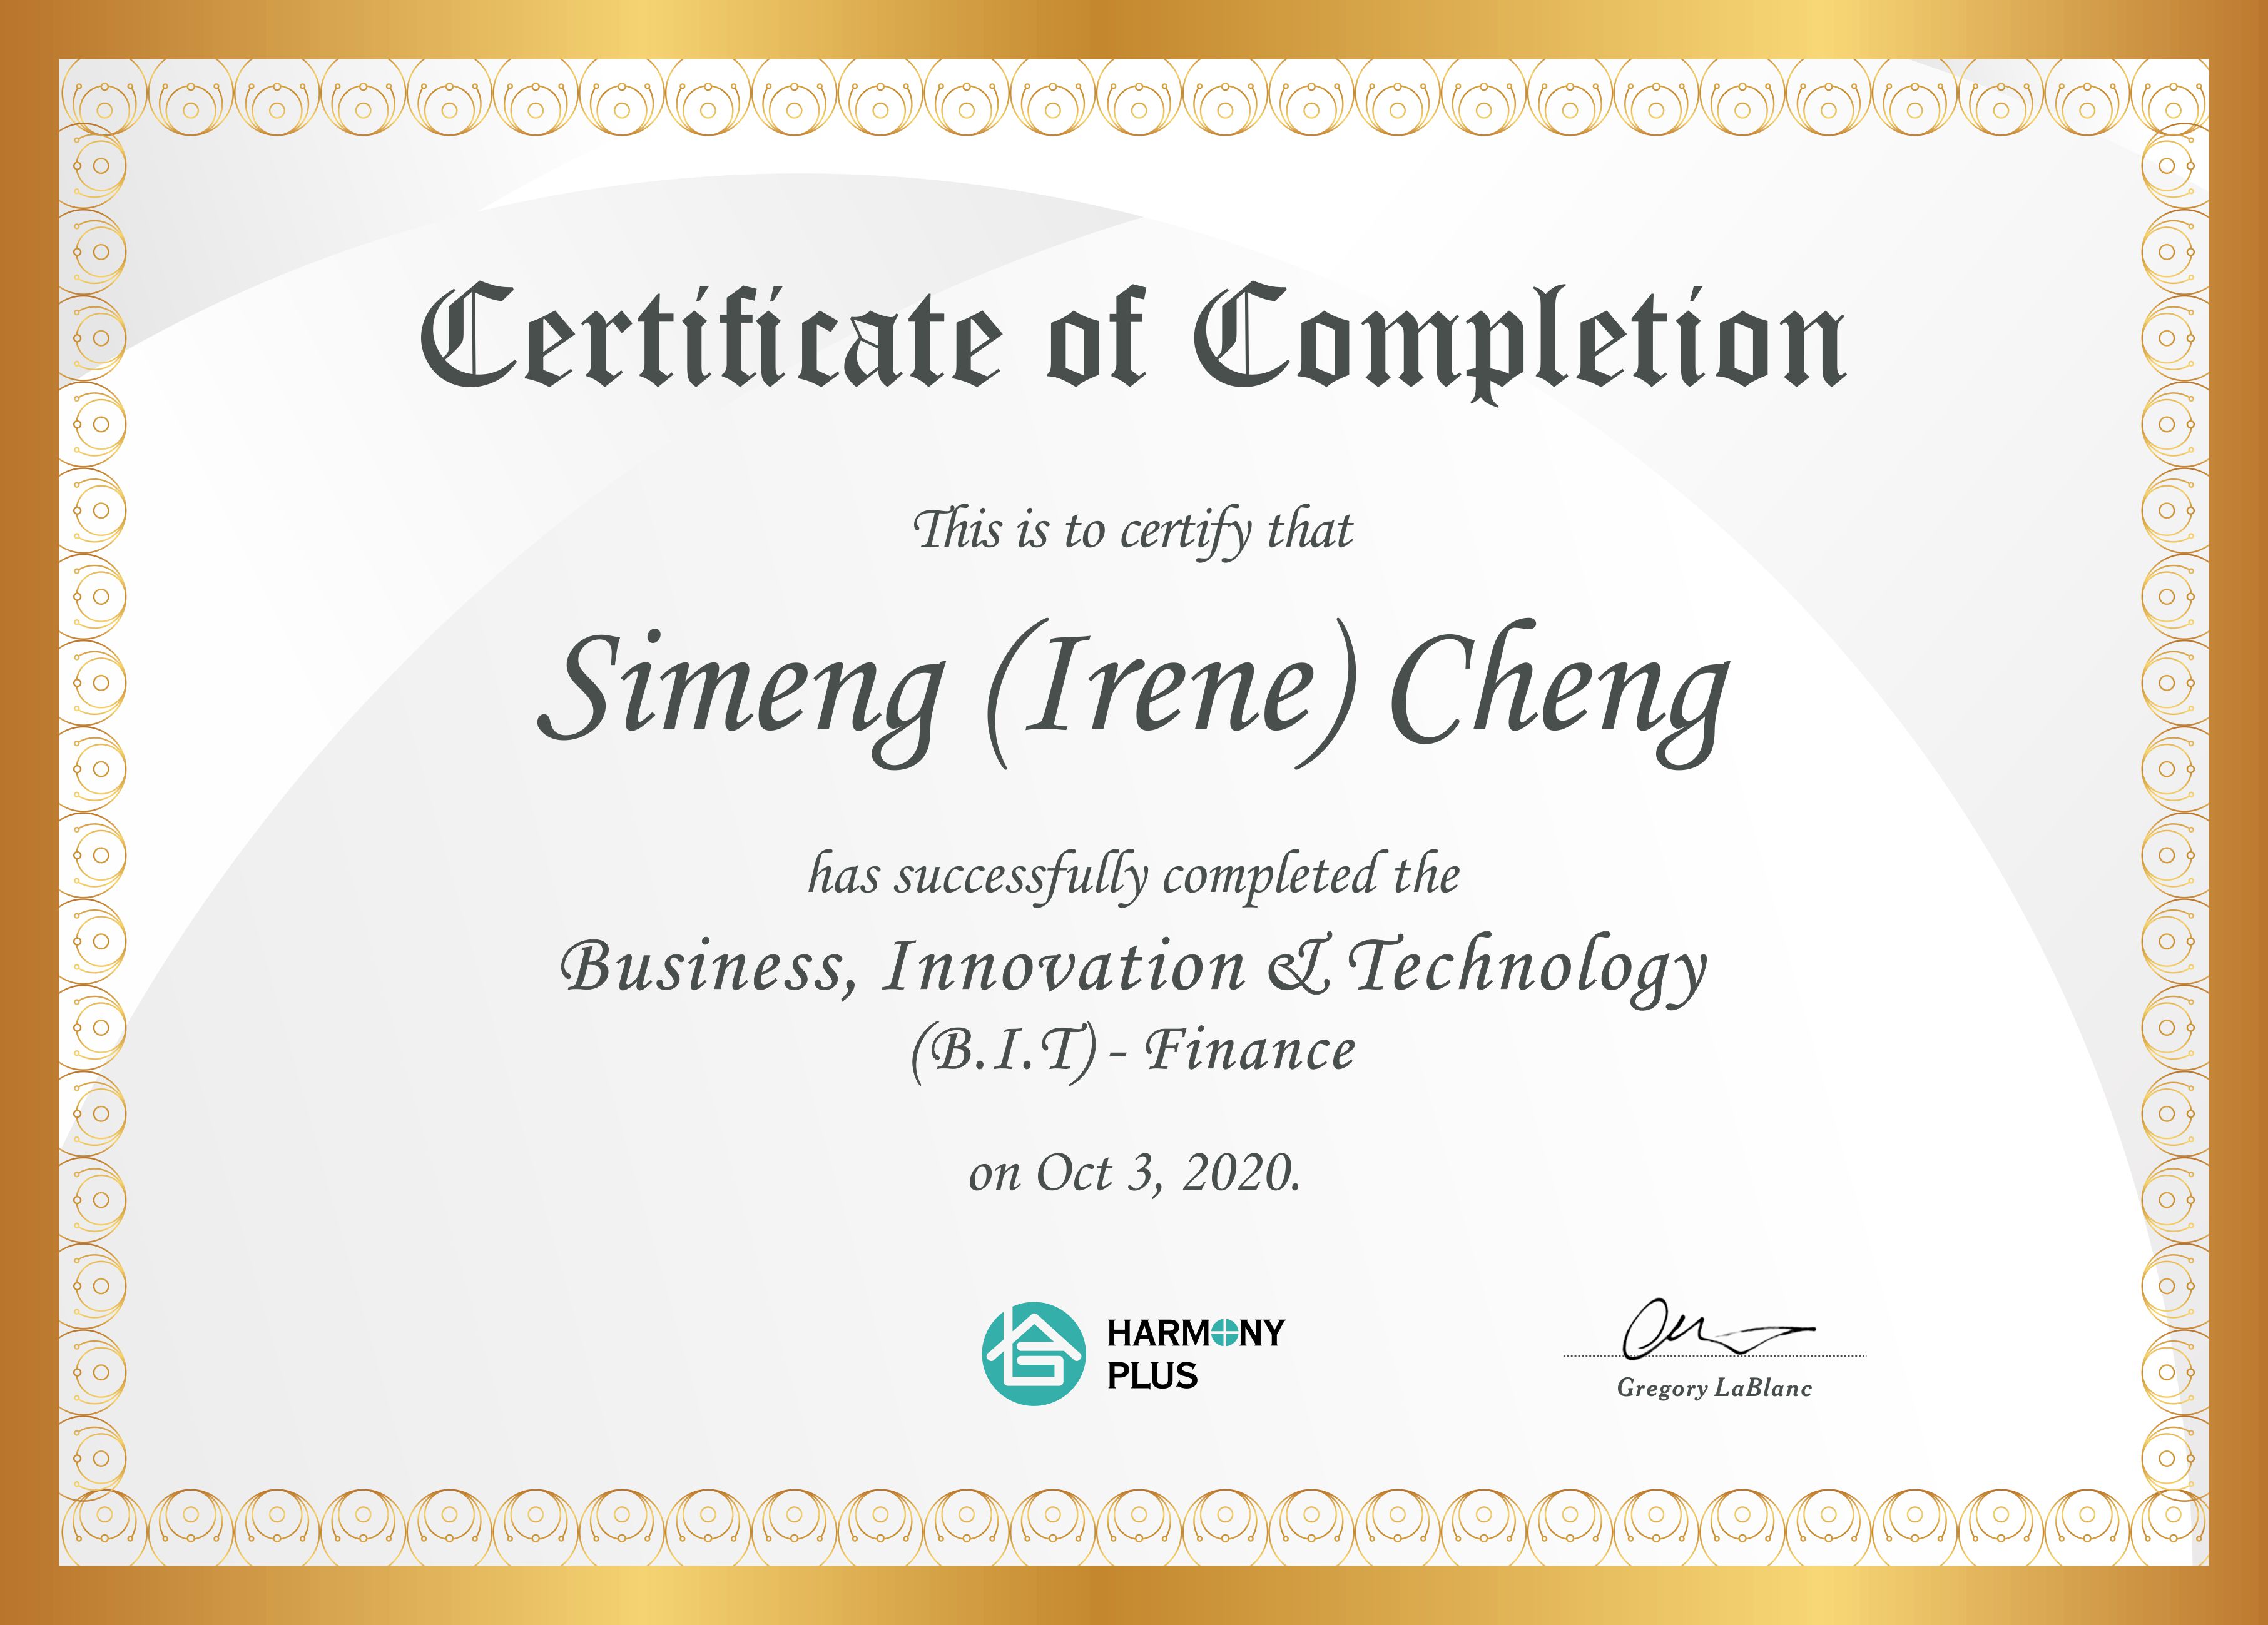 Certificate of Completion
This is to certify that
Simeng (Irene) Cheng
has successfully completed the
Business, Innovation & Technology
(B.I.T) - Finance
on Oct 3, 2020.
HARMONY
PLUS
Gregory LaBlanc